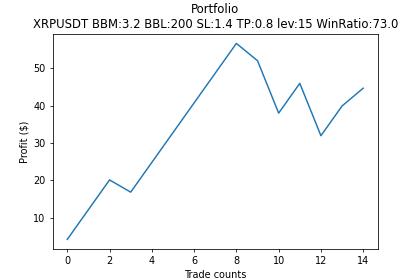 Portfolio
XRPUSDT BBM:3.2 BBL:200 SL:1.4 TP:0.8 lev:15 WinRatio:73.0
50
40
30
20
10
Profit ($)
0 2 4 6 8 10 12 14
Trade counts